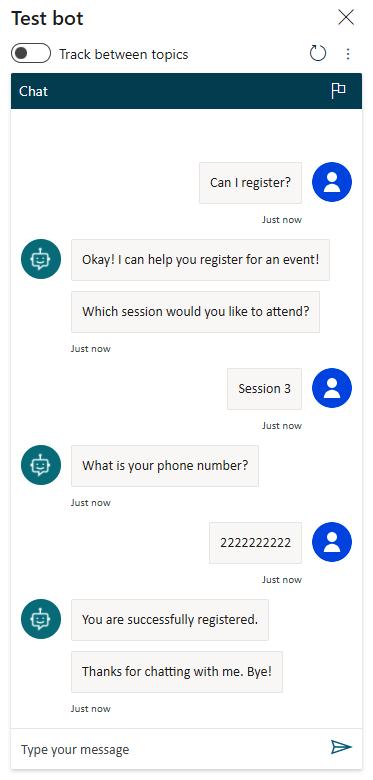 Test bot
Track between topics
Chat
Can I register?
Just now
Okay! I can help you register for an event!
Which session would you like to attend?
Just now
Session 3
Just now
What is your phone number?
Just now
2222222222
Just now
You are successfully registered.
Thanks for chatting with me. Bye!
Just now
Type your message